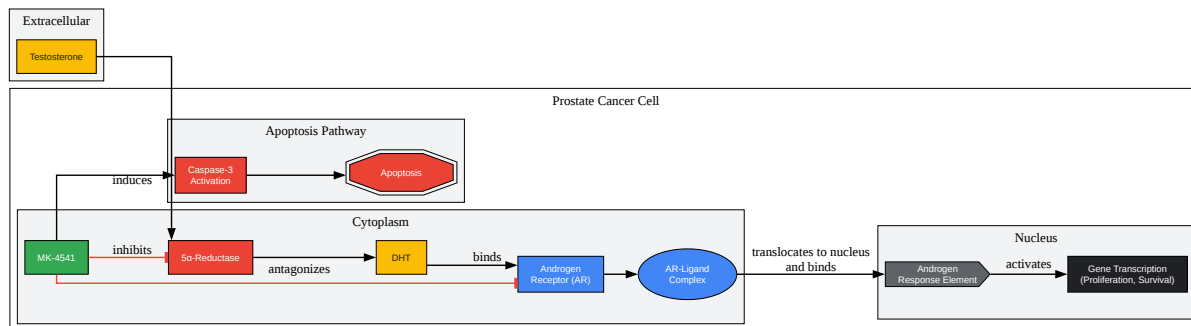 Extracellular
Testosterone
Prostate Cancer Cell
Apoptosis Pathway
Caspase-3
Activation
Apoptosis
induces
Cytoplasm
MK-4541
inhibits
5α-Reductase
antagonizes
DHT
binds
Androgen
Receptor (AR)
AR-Ligand
Complex
translocates to nucleus
and binds
Nucleus
Androgen
Response Element
activates
Gene Transcription
(Proliferation, Survival)